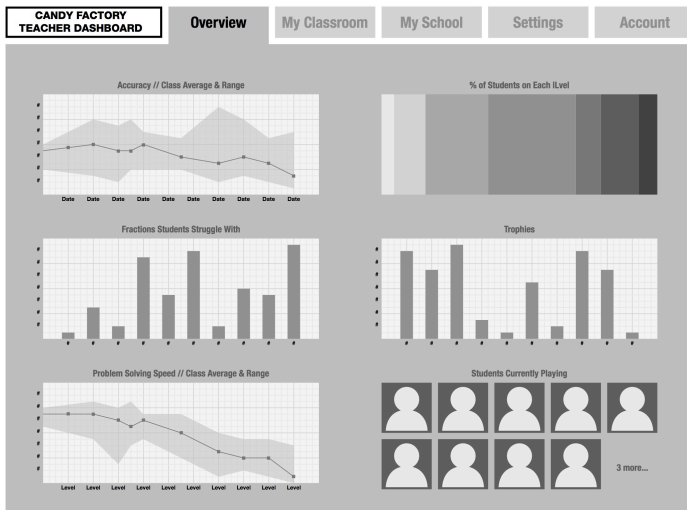 CANDY FACTORY
TEACHER DASHBOARD
Overview
My Classroom
My School
Settings
Account
Accuracy // Class Average & Range
#
#
#
#
#
#
#
Date Date Date Date Date Date Date Date Date Date
% of Students on Each lLvel
Fractions Students Struggle With
#
#
#
#
#
#
#
# # # # # # # # # #
Trophies
#
#
#
#
#
#
#
# # # # # # # # # #
Problem Solving Speed // Class Average & Range
#
#
#
#
#
#
#
Level Level Level Level Level Level Level Level Level Level
Students Currently Playing
3 more...